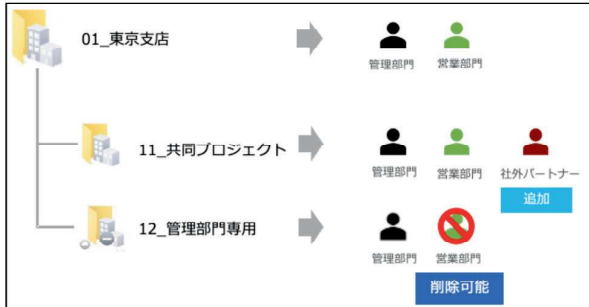 01_東京支店
管理部門
営業部門
11_共同プロジェクト
管理部門
営業部門
社外パートナー
追加
12_管理部門専用
管理部門
営業部門
削除可能